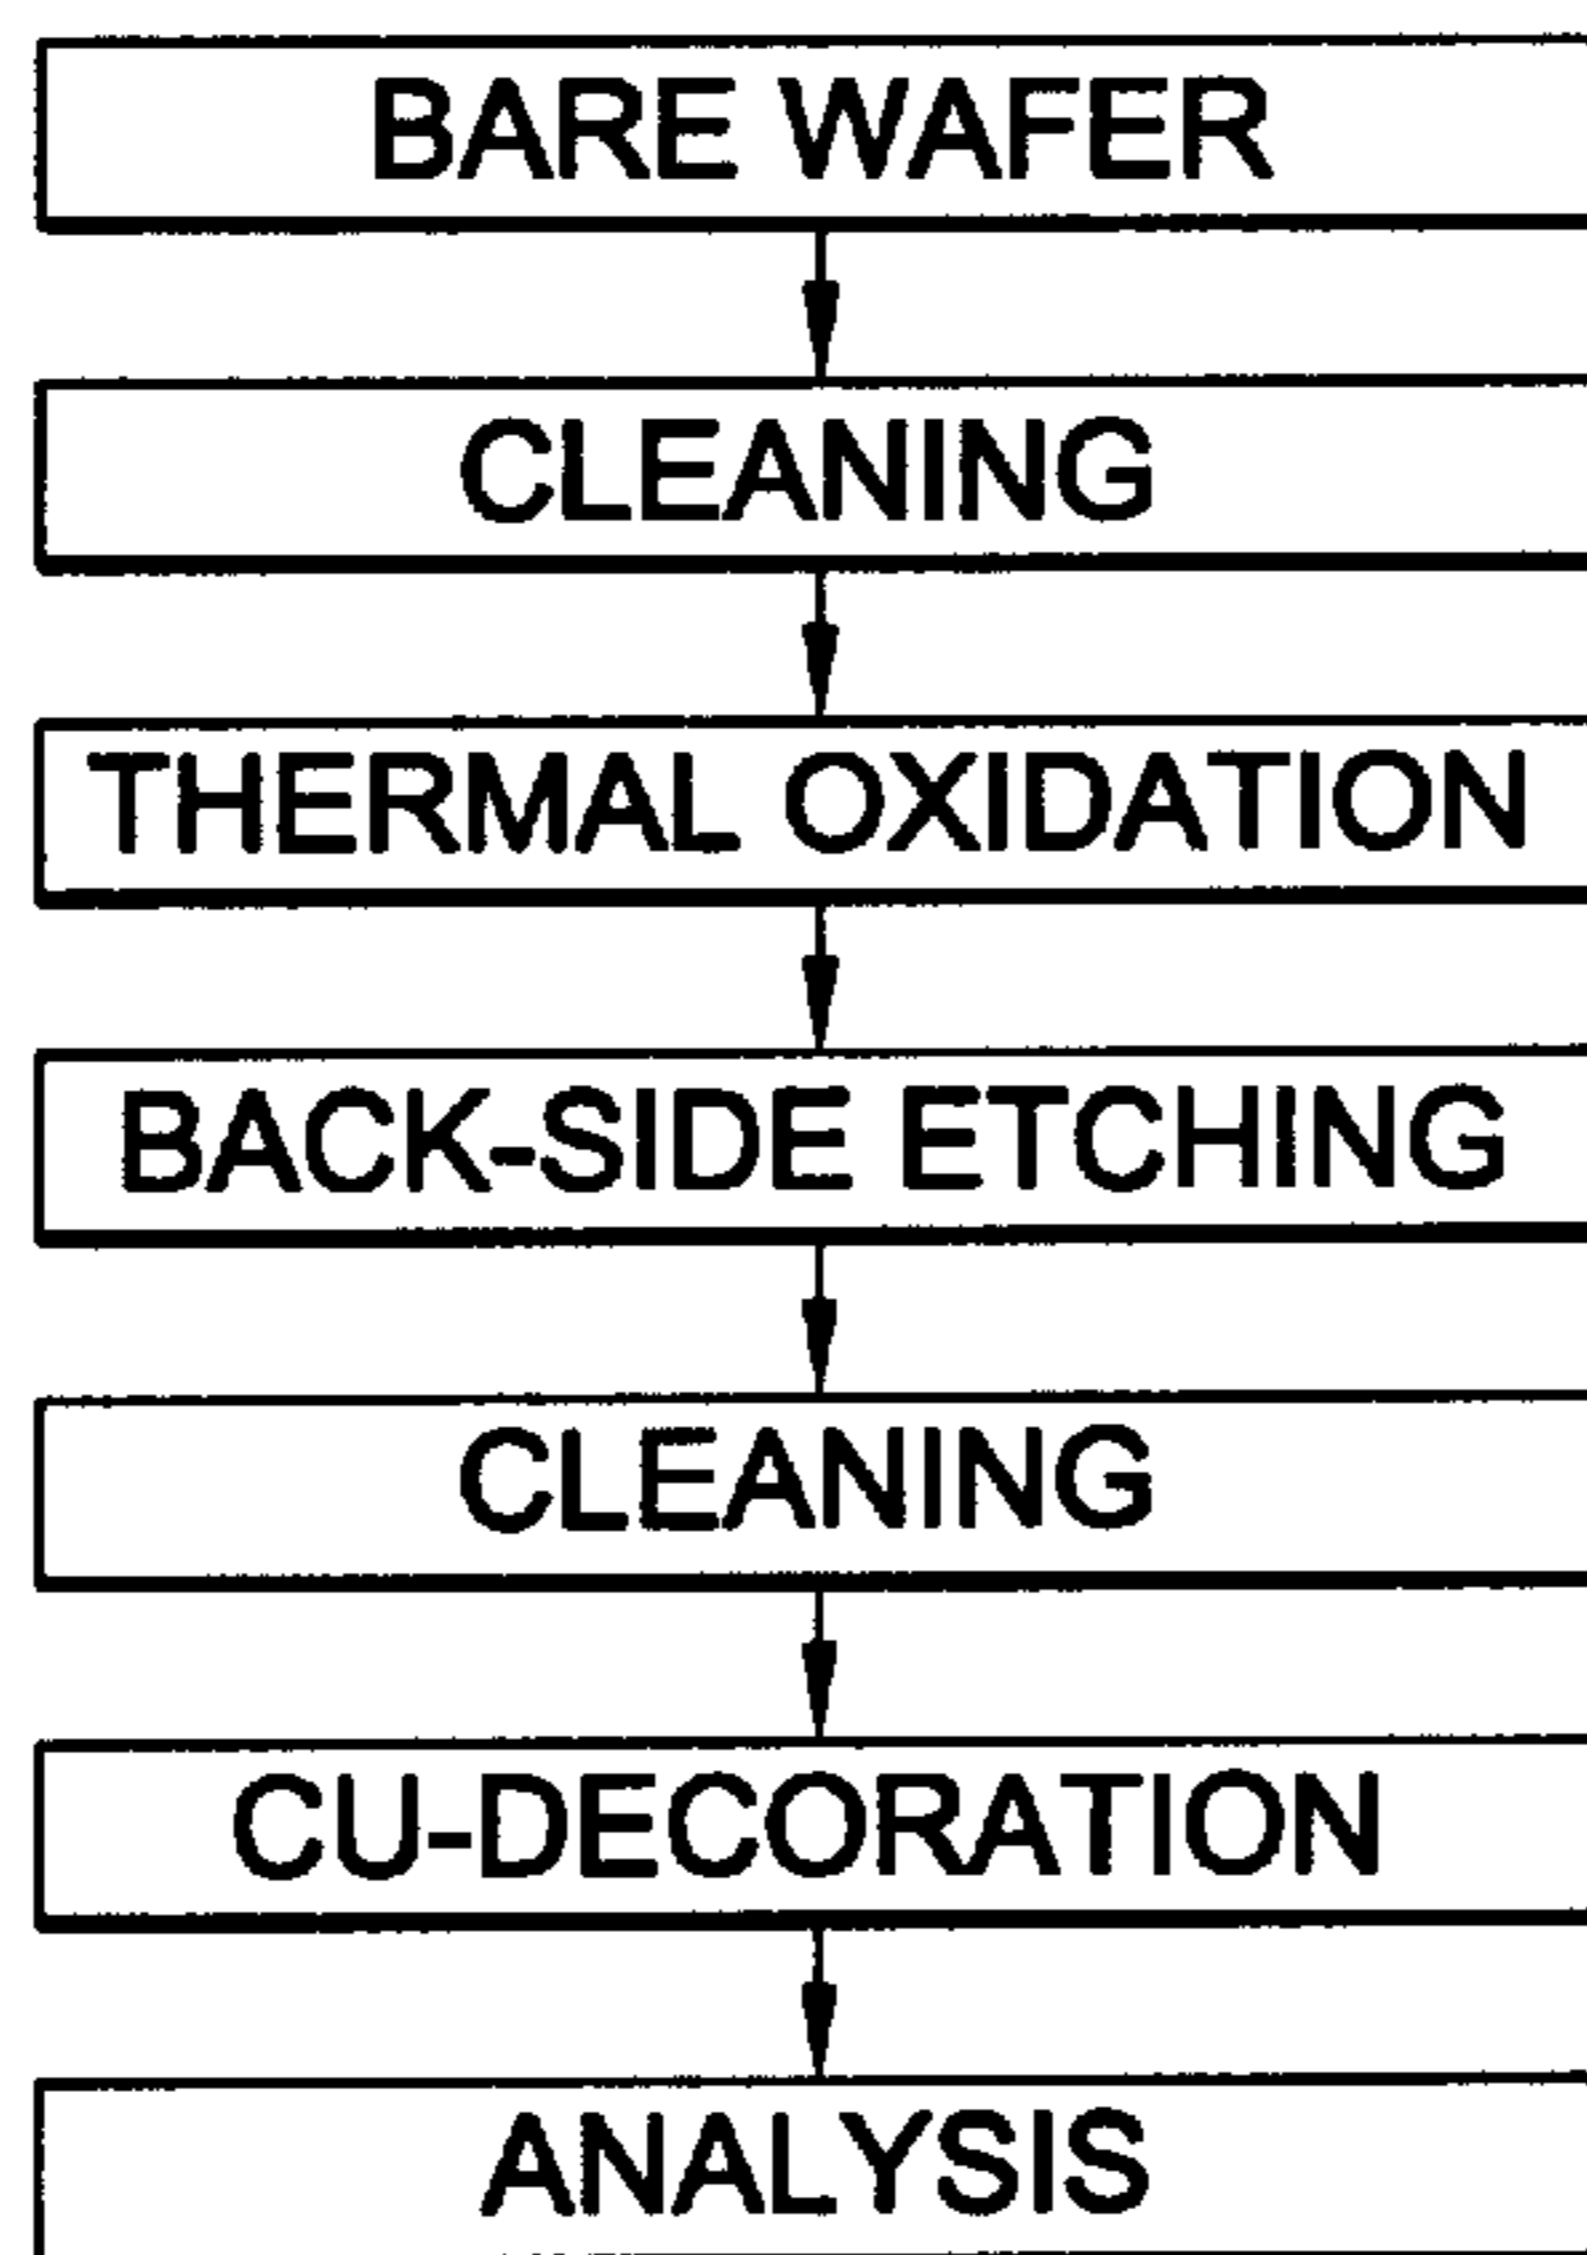 BARE WAFER
CLEANING
THERMAL OXIDATION
BACK-SIDE ETCHING
CLEANING
CU-DECORATION
ANALYSIS